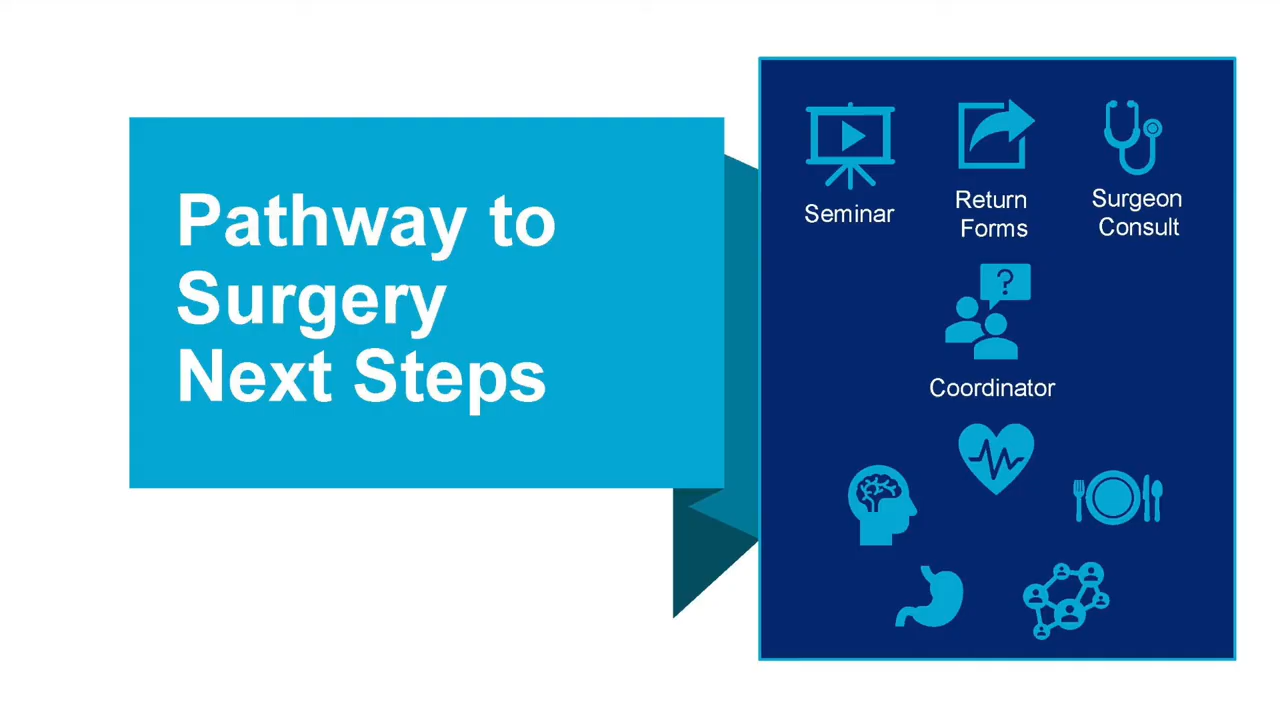 Pathway to
Surgery
Next Steps
Seminar
Return
Forms
Surgeon
Consult
?
Coordinator